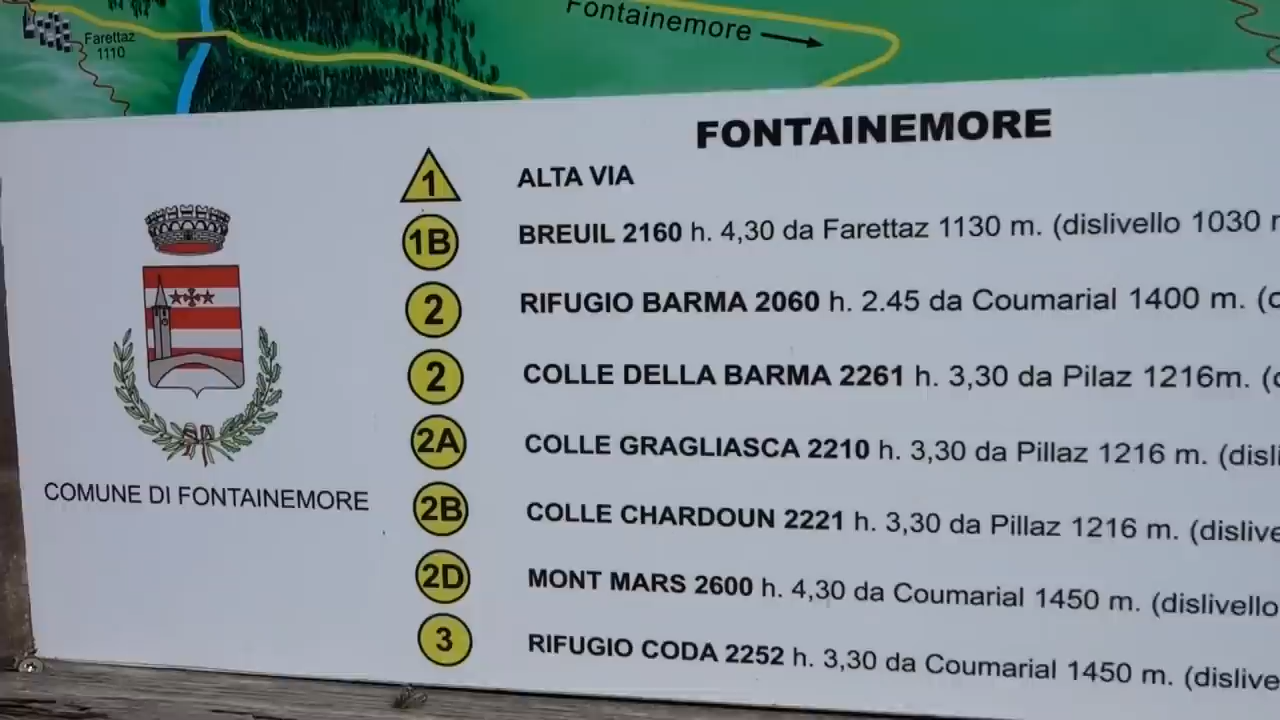 Farettaz
1110
Fontainemore
FONTAINEMORE
1 ALTA VIA
1B BREUIL 2160 h. 4,30 da Farettaz 1130 m. (dislivello 1030
2 RIFUGIO BARMA 2060 h. 2.45 da Coumarial 1400 m. (
2 COLLE DELLA BARMA 2261 h. 3,30 da Pilaz 1216m. (
2A COLLE GRAGLIASCA 2210 h. 3,30 da Pillaz 1216 m. (disli
2B COLLE CHARDOUN 2221 h. 3,30 da Pillaz 1216 m. (dislive
2D MONT MARS 2600 h. 4,30 da Coumarial 1450 m. (dislivello
3 RIFUGIO CODA 2252 h. 3,30 da Coumarial 1450 m. (dislive
COMUNE DI FONTAINEMORE